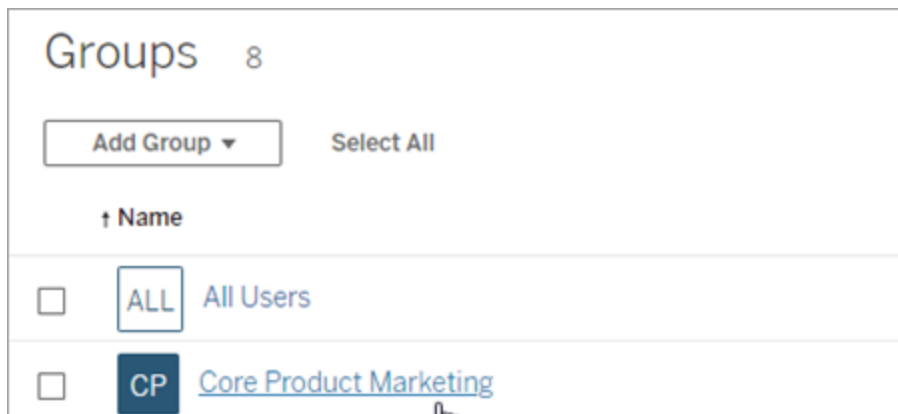 Groups 8
Add Group Select All
↑ Name
ALL All Users
CP Core Product Marketing